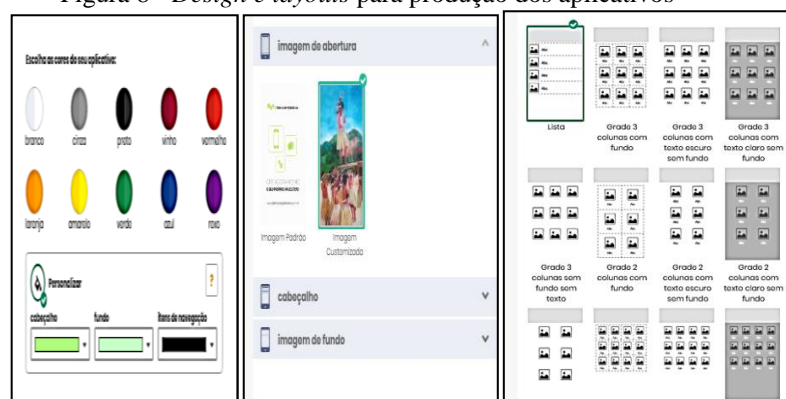 Figura 8 - Design e layouts para produção dos aplicativos
Escolha as cores do seu aplicativo:
branco cinza preto vinho vermelho
laranja amarelo verde azul roxo
Personalizar
?
cabeçalho fundo Itens de navegação
imagem de abertura
Imagem Padrão
Imagem
Customizada
cabeçalho
imagem de fundo
Lista
Grade 3
colunas com
fundo
Grade 3
colunas com
texto escuro
sem fundo
Grade 3
colunas com
texto claro sem
fundo
Grade 3
colunas sem
fundo sem
texto
Grade 2
colunas com
fundo
Grade 2
colunas com
texto escuro
sem fundo
Grade 2
colunas com
texto claro sem
fundo